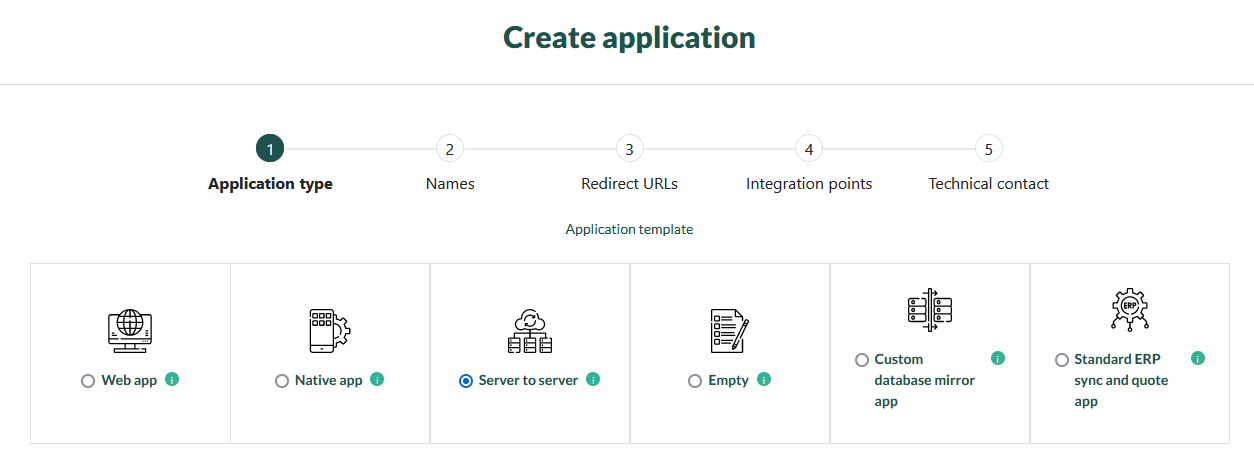 Create application
1 2 3 4 5
Application type Names Redirect URLs Integration points Technical contact
Application template
ERP
Web app i Native app i Server to server i Empty i
Custom i Standard ERP i
database mirror sync and quote
app app